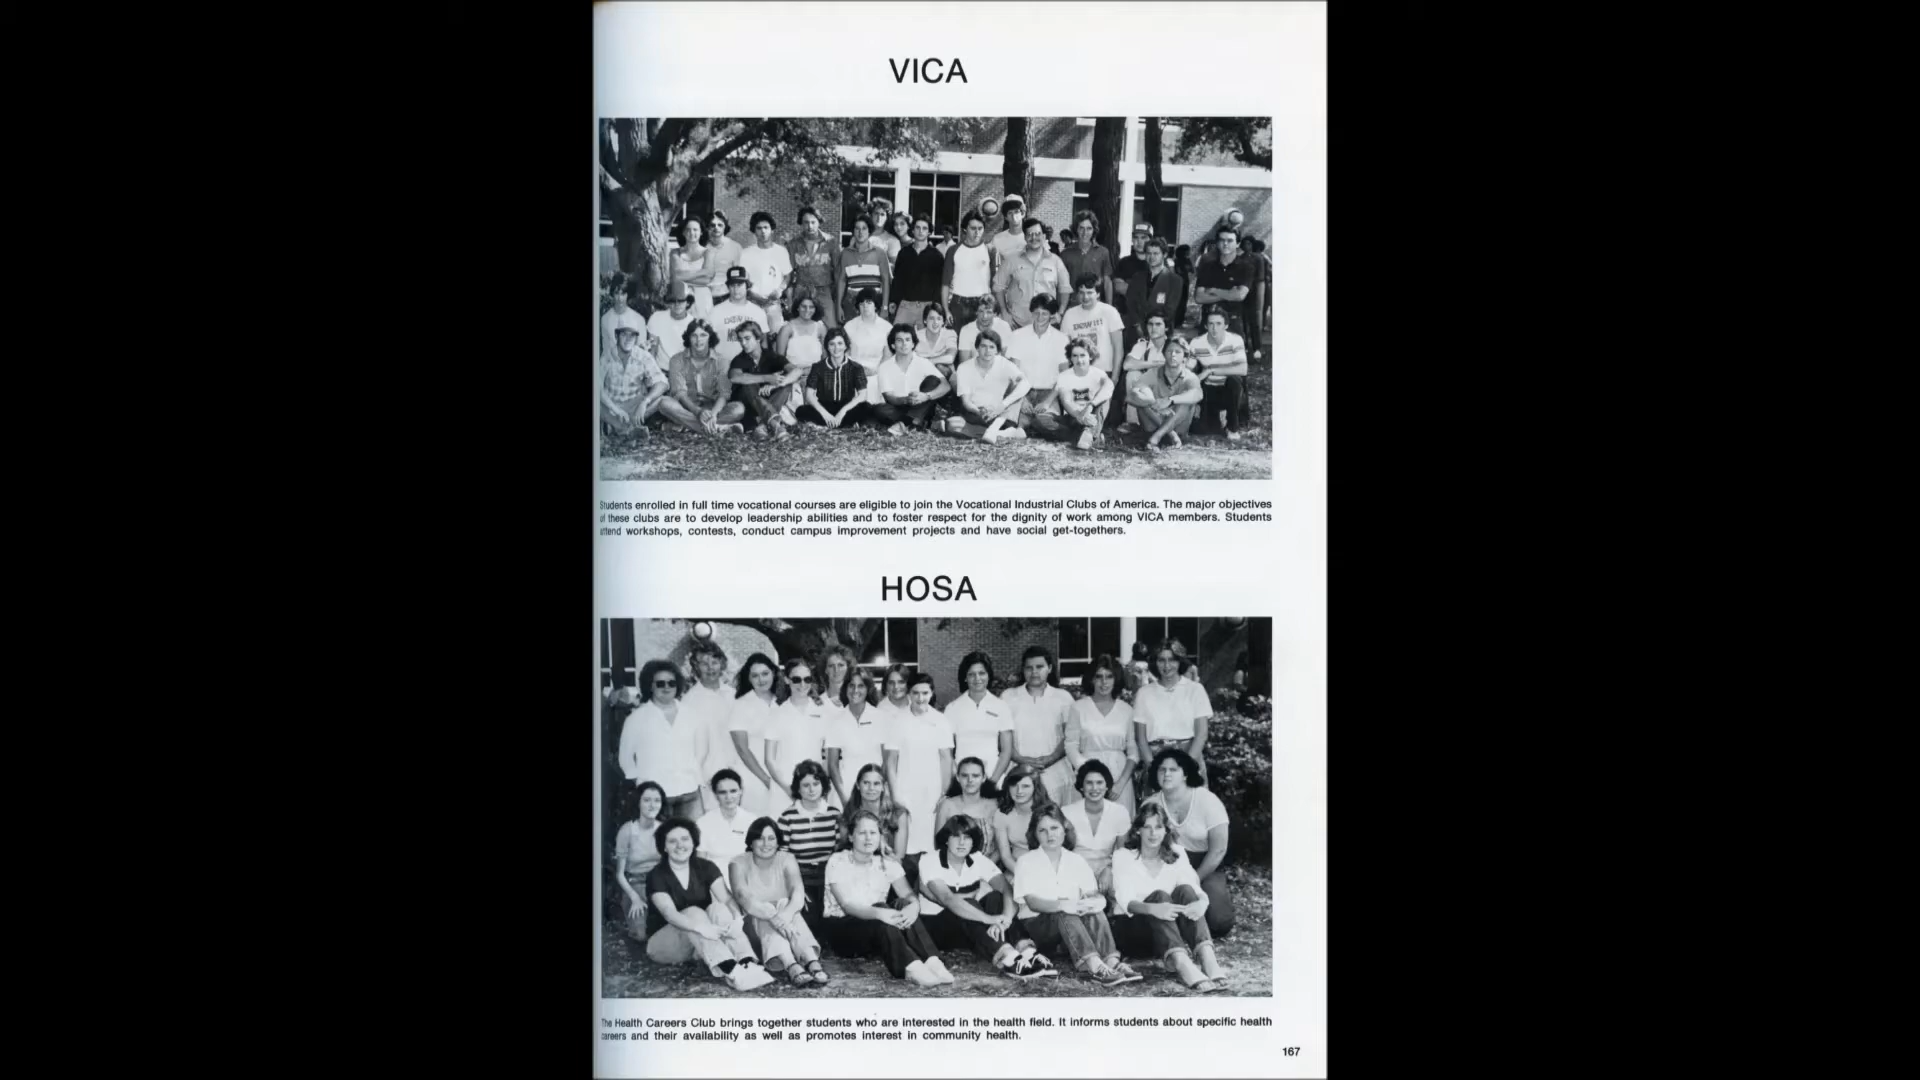 VICA
Students enrolled in full time vocational courses are eligible to join the Vocational Industrial Clubs of America. The major objectives
of these clubs are to develop leadership abilities and to foster respect for the dignity of work among VICA members. Students
attend workshops, contests, conduct campus improvement projects and have social get-togethers.
HOSA
The Health Careers Club brings together students who are interested in the health field. It informs students about specific health
careers and their availability as well as promotes interest in community health.
167